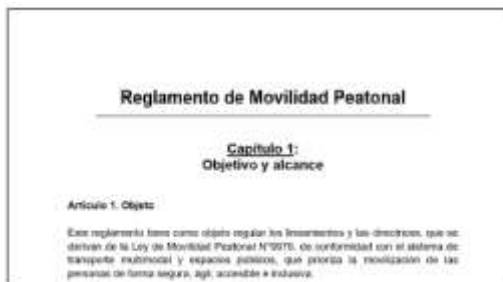 Reglamento de Movilidad Peatonal
Capítulo 1:
Objetivo y alcance
Artículo 1. Objeto
Este reglamento tiene como objeto regular los lineamientos y las directrices, que se
derivan de la Ley de Movilidad Peatonal de conformidad con el sistema de
transporte multimodal y espacios públicos, que prioriza la movilización de las
personas de forma segura, ágil, accesible e inclusiva.